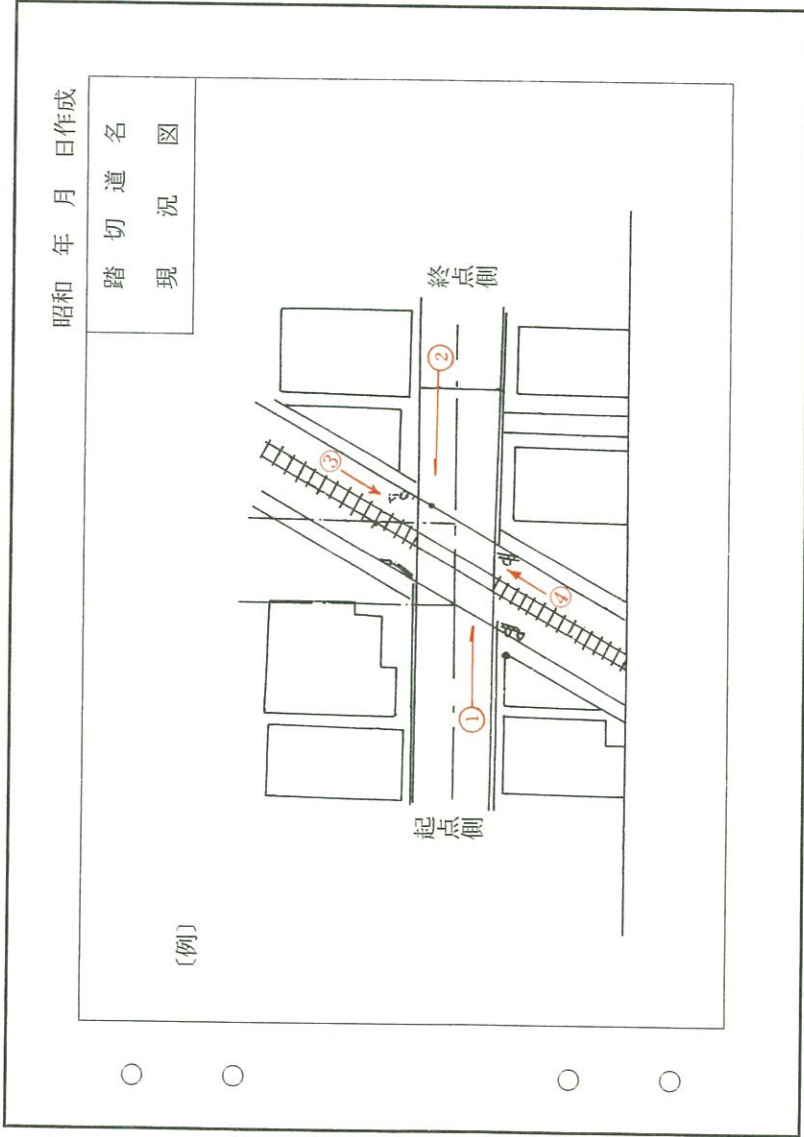 昭和　年　月　日作成
踏切道名
現況図
〔例〕
終点側
②
③
①
④
起点側